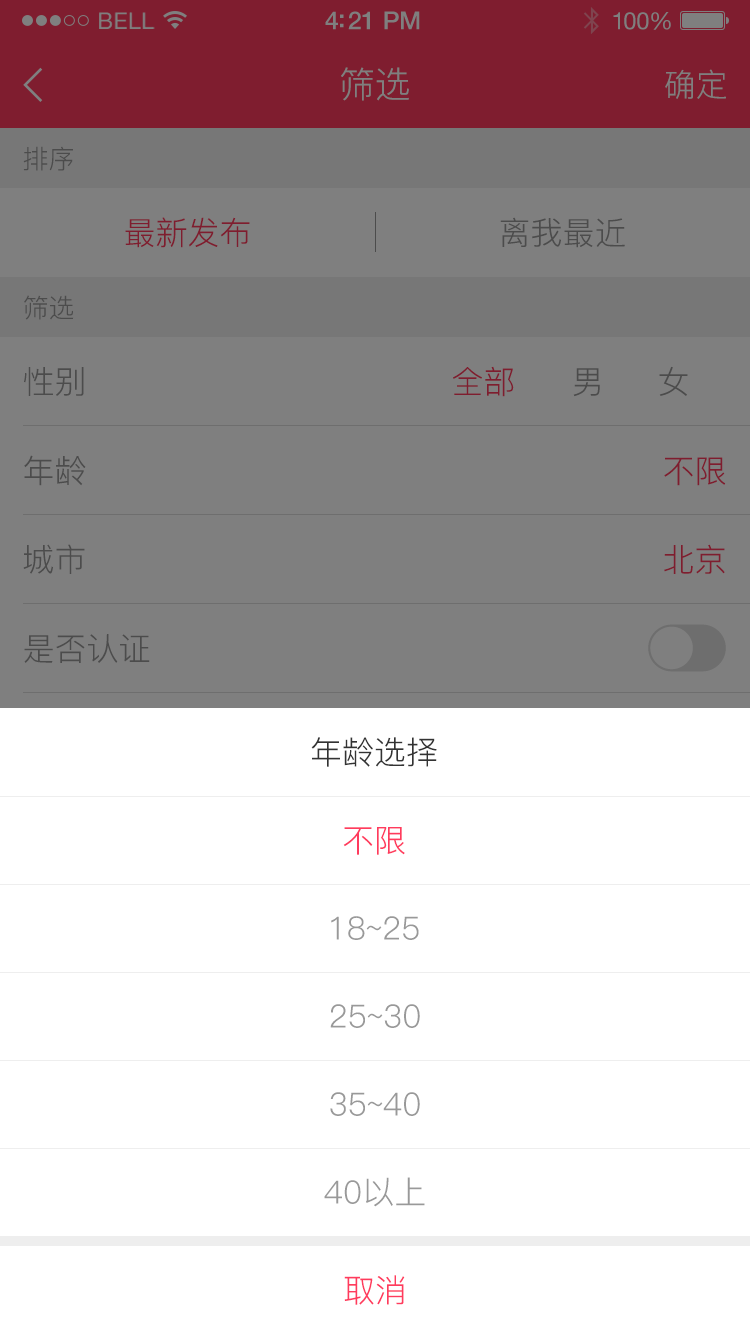 BELL 4:21 PM 100%
筛选 确定
排序
最新发布 离我最近
筛选
性别 全部 男 女
年龄 不限
城市 北京
是否认证
年龄选择
不限
18~25
25~30
35~40
40以上
取消